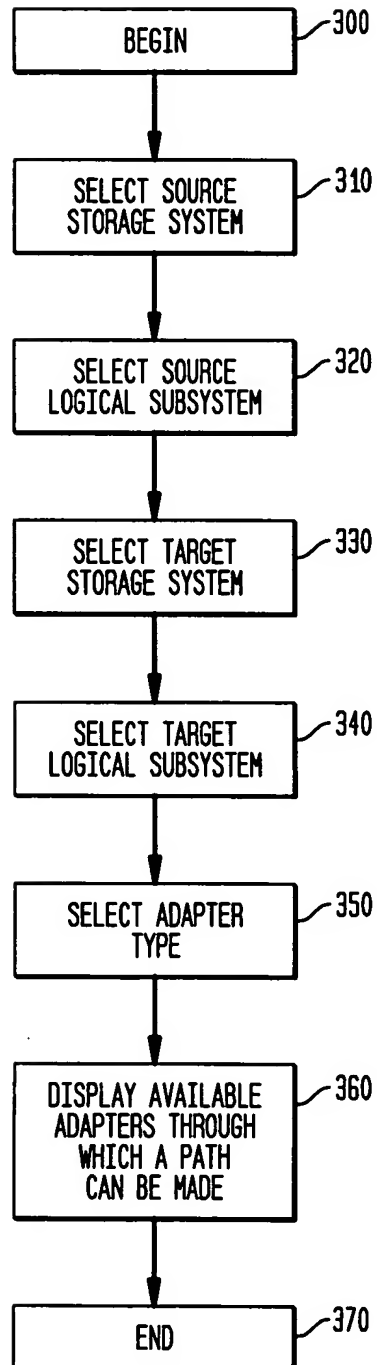 BEGIN
300
SELECT SOURCE
STORAGE SYSTEM
310
SELECT SOURCE
LOGICAL SUBSYSTEM
320
SELECT TARGET
STORAGE SYSTEM
330
SELECT TARGET
LOGICAL SUBSYSTEM
340
SELECT ADAPTER
TYPE
350
DISPLAY AVAILABLE
ADAPTERS THROUGH
WHICH A PATH
CAN BE MADE
360
END
370